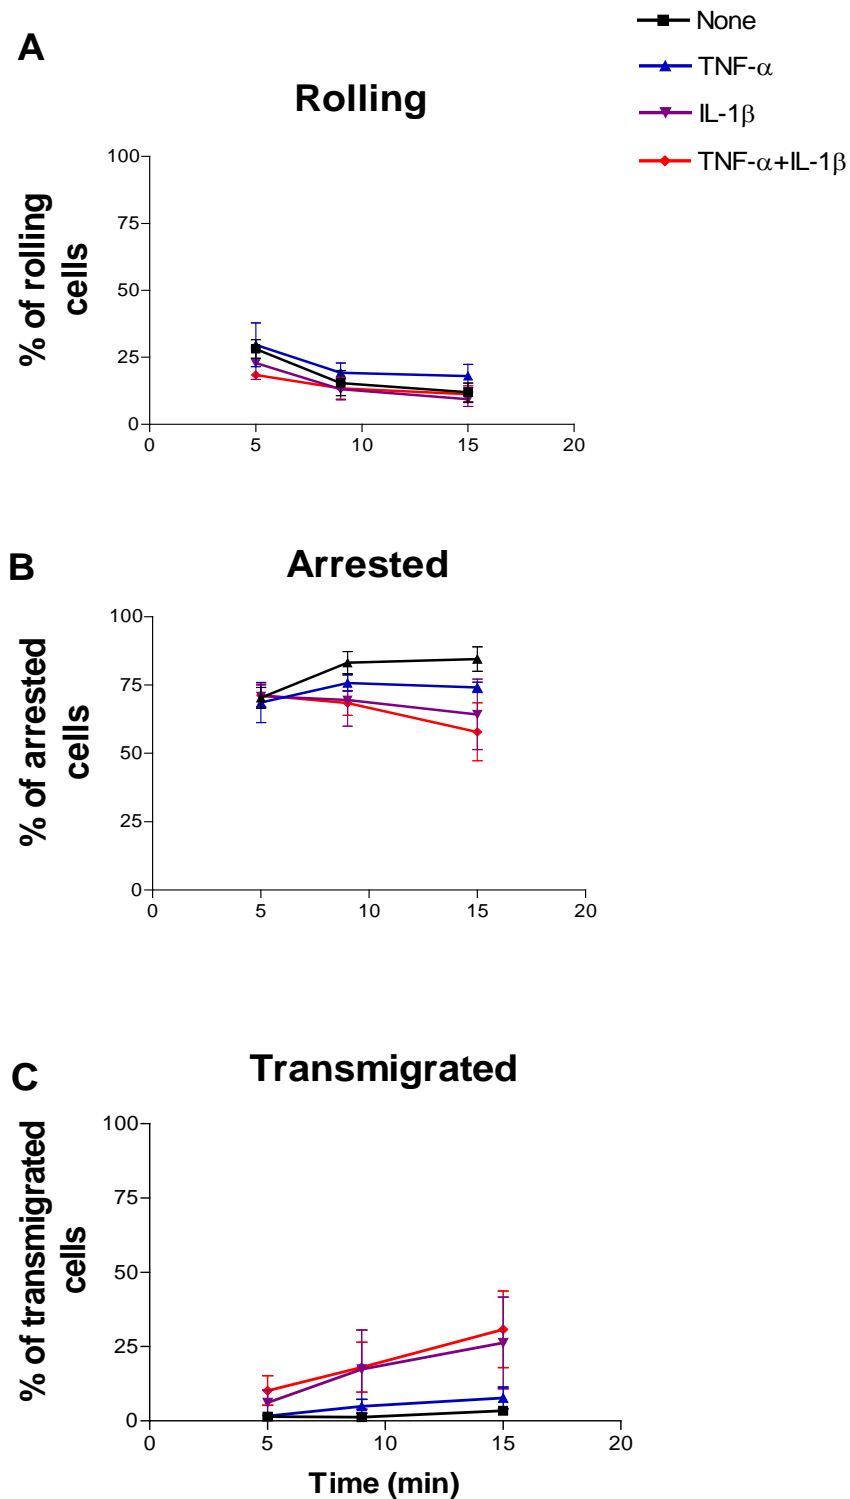 None
TNF-α
IL-1β
TNF-α+IL-1β
A
Rolling
% of rolling
cells
100
75
50
25
0
0 5 10 15 20
B
Arrested
% of arrested
cells
100
75
50
25
0
0 5 10 15 20
C
Transmigrated
% of transmigrated
cells
100
75
50
25
0
0 5 10 15 20
Time (min)